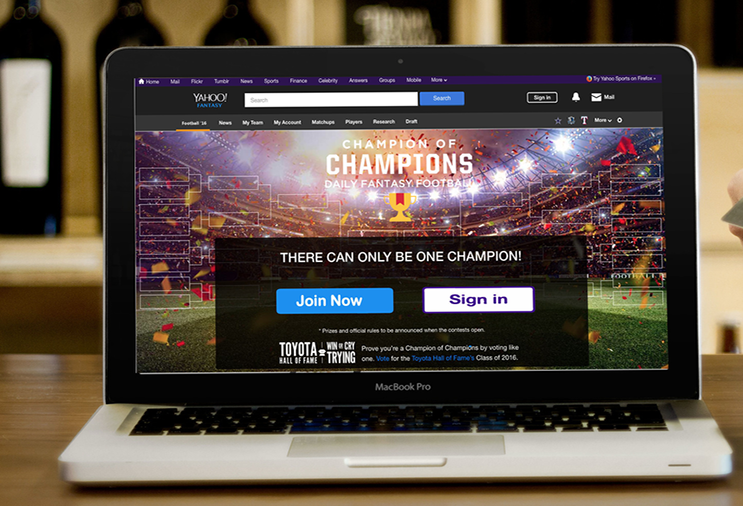 Home Mail Flickr Tumblr News Sports Finance Celebrity Answers Groups Mobile More Try Yahoo Sports on Firefox »
YAHOO! Search Search Sign In Mail
FANTASY
Football '16 News My Team My Account Matchups Players Research Draft T More
CHAMPION OF
CHAMPIONS
DAILY FANTASY FOOTBALL
THERE CAN ONLY BE ONE CHAMPION!
FOOTBALL
Join Now Sign in
* Prizes and official rules to be announced when the contests open.
TOYOTA HALL OF FAME WIN OR CRY TRYING
Prove you're a Champion of Champions by voting like
one. Vote for the Toyota Hall of Fame's Class of 2016.
MacBook Pro